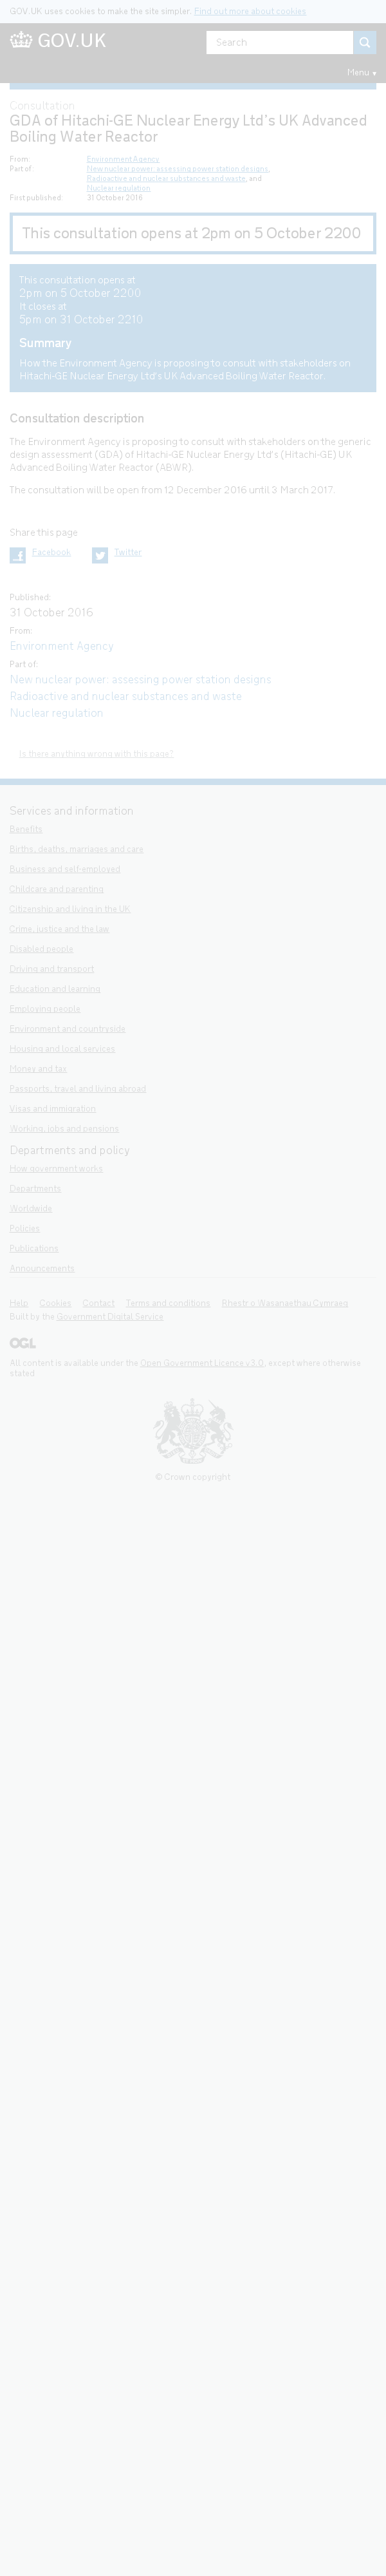 GOV.UK uses cookies to make the site simpler. Find out more about cookies
GOV.UK
Search
Menu
Consultation
GDA of Hitachi-GE Nuclear Energy Ltd's UK Advanced
Boiling Water Reactor
From: Environment Agency
Part of: New nuclear power: assessing power station designs,
Radioactive and nuclear substances and waste, and
Nuclear regulation
First published: 31 October 2016
This consultation opens at 2pm on 5 October 2200
This consultation opens at
2pm on 5 October 2200
It closes at
5pm on 31 October 2210
Summary
How the Environment Agency is proposing to consult with stakeholders on
Hitachi-GE Nuclear Energy Ltd's UK Advanced Boiling Water Reactor.
Consultation description
The Environment Agency is proposing to consult with stakeholders on the generic
design assessment (GDA) of Hitachi-GE Nuclear Energy Ltd's (Hitachi-GE) UK
Advanced Boiling Water Reactor (ABWR).
The consultation will be open from 12 December 2016 until 3 March 2017.
Share this page
Facebook Twitter
Published:
31 October 2016
From:
Environment Agency
Part of:
New nuclear power: assessing power station designs
Radioactive and nuclear substances and waste
Nuclear regulation
Is there anything wrong with this page?
Services and information
Benefits
Births, deaths, marriages and care
Business and self-employed
Childcare and parenting
Citizenship and living in the UK
Crime, justice and the law
Disabled people
Driving and transport
Education and learning
Employing people
Environment and countryside
Housing and local services
Money and tax
Passports, travel and living abroad
Visas and immigration
Working, jobs and pensions
Departments and policy
How government works
Departments
Worldwide
Policies
Publications
Announcements
Help Cookies Contact Terms and conditions Rhestr o Wasanaethau Cymraeg
Built by the Government Digital Service
OGL
All content is available under the Open Government Licence v3.0, except where otherwise
stated
© Crown copyright